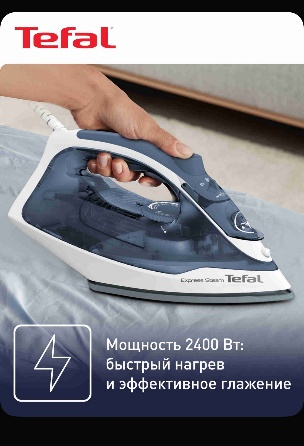 Tefal
Express Steam Tefal
Мощность 2400 Вт:
быстрый нагрев
и эффективное глажение